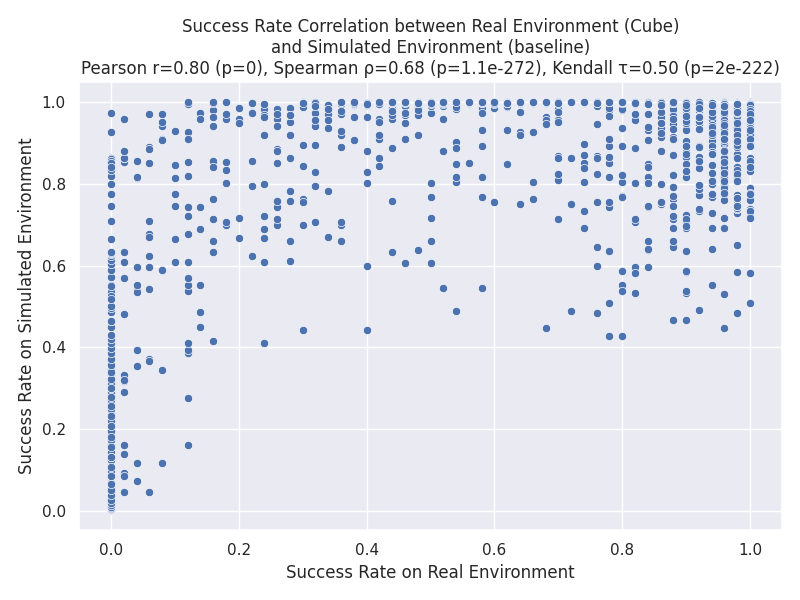 Success Rate Correlation between Real Environment (Cube)
and Simulated Environment (baseline)
Pearson r=0.80 (p=0), Spearman ρ=0.68 (p=1.1e-272), Kendall τ=0.50 (p=2e-222)
Success Rate on Simulated Environment
1.0
0.8
0.6
0.4
0.2
0.0
0.0 0.2 0.4 0.6 0.8 1.0
Success Rate on Real Environment